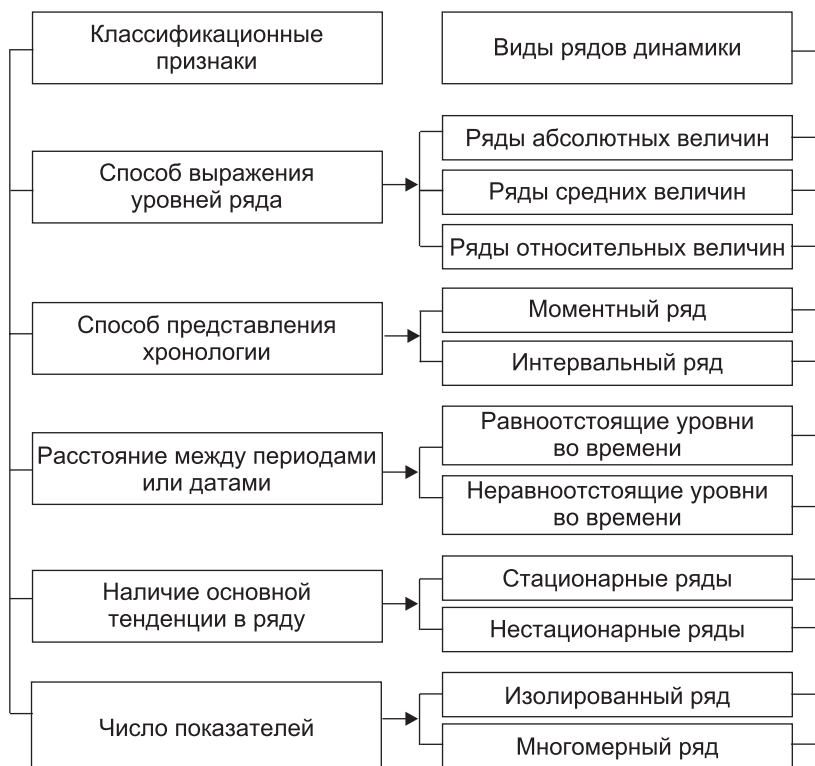 Классификационные
признаки
Виды рядов динамики
Способ выражения
уровней ряда
Ряды абсолютных величин
Ряды средних величин
Ряды относительных величин
Способ представления
хронологии
Моментный ряд
Интервальный ряд
Расстояние между периодами
или датами
Равноотстоящие уровни
во времени
Неравноотстоящие уровни
во времени
Наличие основной
тенденции в ряду
Стационарные ряды
Нестационарные ряды
Число показателей
Изолированный ряд
Многомерный ряд